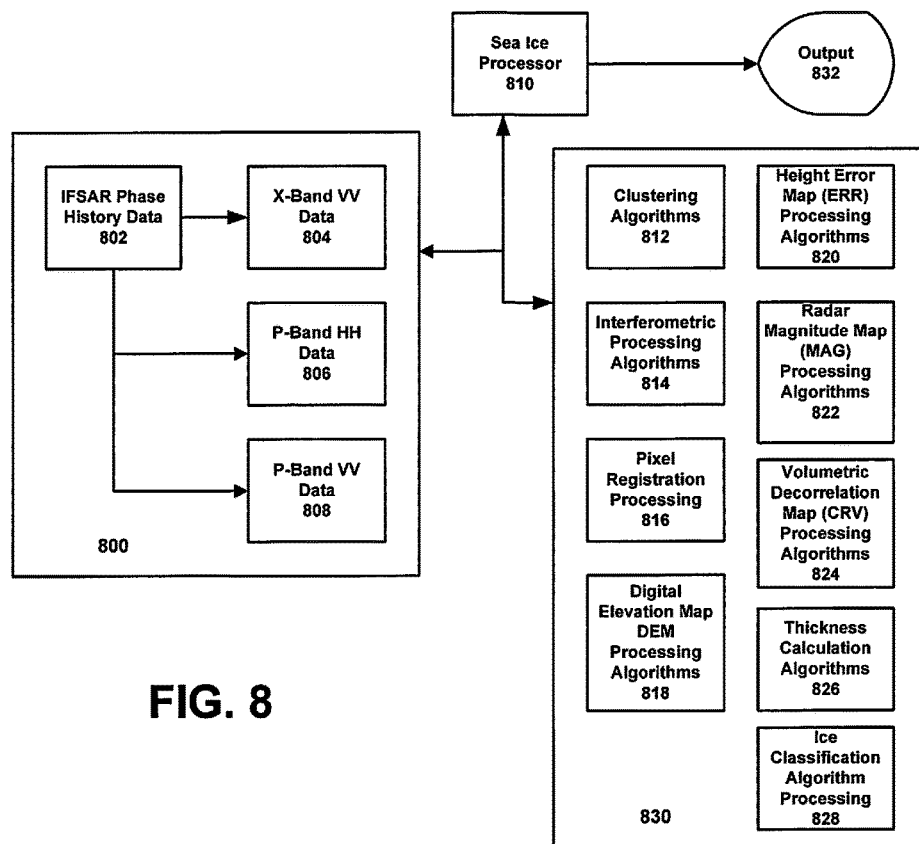 Sea Ice
Processor
810
Output
832
IFSAR Phase
History Data
802
X-Band VV
Data
804
P-Band HH
Data
806
P-Band VV
Data
808
800
Clustering
Algorithms
812
Interferometric
Processing
Algorithms
814
Pixel
Registration
Processing
816
Digital
Elevation Map
DEM
Processing
Algorithms
818
Height Error
Map (ERR)
Processing
Algorithms
820
Radar
Magnitude Map
(MAG)
Processing
Algorithms
822
Volumetric
Decorrelation
Map (CRV)
Processing
Algorithms
824
Thickness
Calculation
Algorithms
826
Ice
Classification
Algorithm
Processing
828
830
FIG. 8